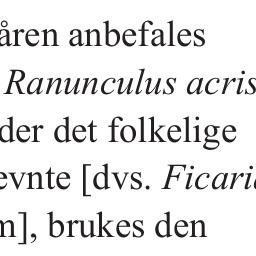 åren anbefales
Ranunculus acris
der det folkelige
evnte [dvs. Ficari
m], brukes den